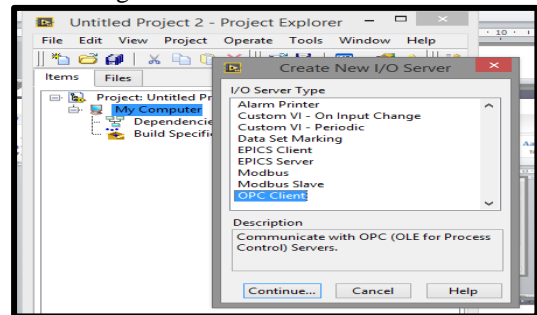 Untitled Project 2 - Project Explorer
File Edit View Project Operate Tools Window Help
· 10 ·
Items Files
Project: Untitled Pr
My Computer
Dependencie
Build Specifi
Create New I/O Server
I/O Server Type
Alarm Printer
Custom VI - On Input Change
Custom VI - Periodic
Data Set Marking
EPICS Client
EPICS Server
Modbus
Modbus Slave
OPC Client
Description
Communicate with OPC (OLE for Process
Control) Servers.
Continue... Cancel Help